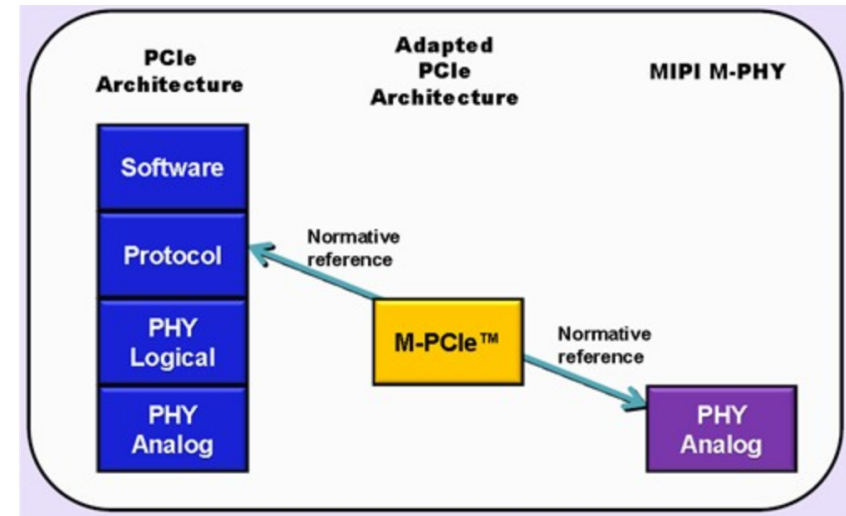 PCIe
Architecture
Adapted
PCIe
Architecture
MIPI M-PHY
Software
Protocol
PHY
Logical
PHY
Analog
Normative
reference
M-PCIe™
Normative
reference
PHY
Analog